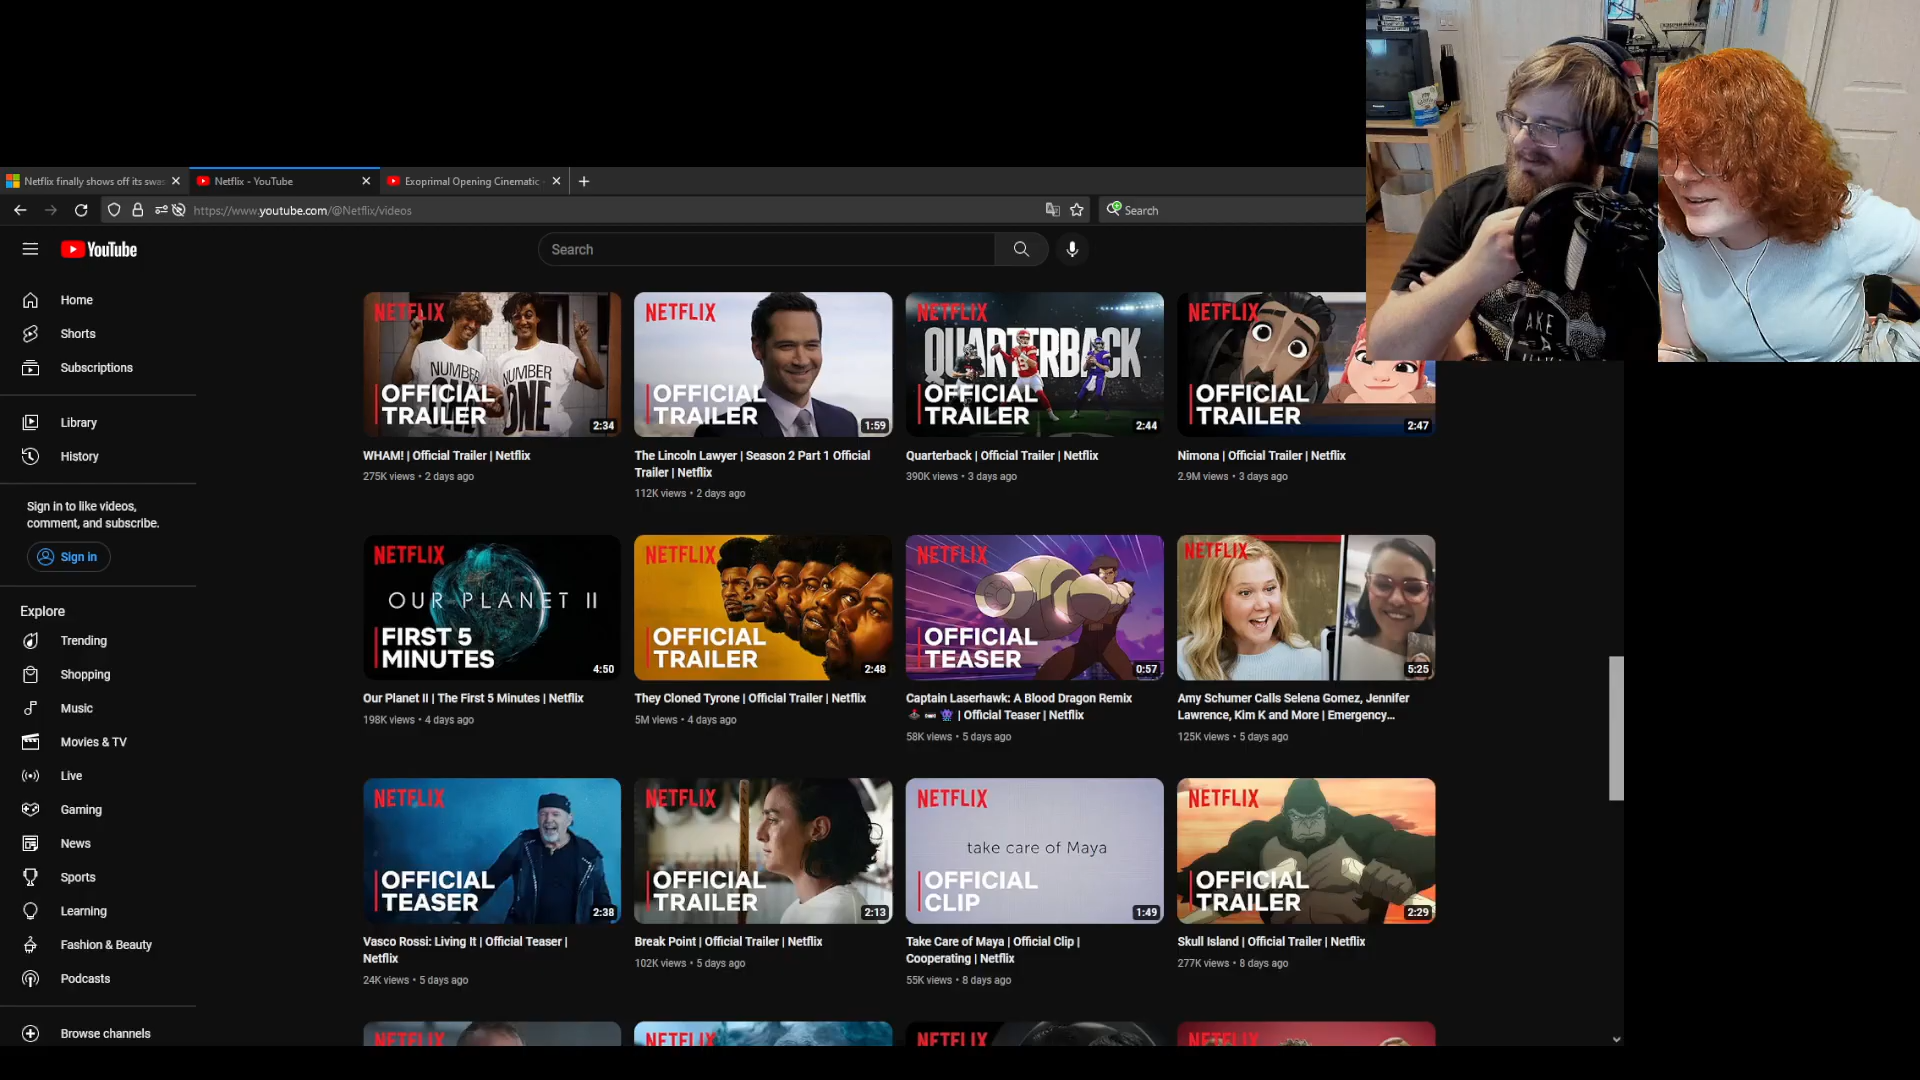 Netflix finally shows off its swa
Netflix - YouTube
Exoprimal Opening Cinematic
https://www.youtube.com/@Netflix/videos
Search
YouTube
Search
Home
Shorts
Subscriptions
Library
History
Sign in to like videos,
comment, and subscribe.
Sign in
Explore
Trending
Shopping
Music
Movies & TV
Live
Gaming
News
Sports
Learning
Fashion & Beauty
Podcasts
Browse channels
NETFLIX
NUMBER
NUMBER
ONE
OFFICIAL
TRAILER
2:34
WHAM! | Official Trailer | Netflix
275K views • 2 days ago
NETFLIX
OFFICIAL
TRAILER
1:59
The Lincoln Lawyer | Season 2 Part 1 Official
Trailer | Netflix
112K views • 2 days ago
NETFLIX
QUARTERBACK
OFFICIAL
TRAILER
2:44
Quarterback | Official Trailer | Netflix
390K views • 3 days ago
NETFLIX
OFFICIAL
TRAILER
2:47
Nimona | Official Trailer | Netflix
2.9M views • 3 days ago
NETFLIX
OUR PLANET II
FIRST 5
MINUTES
4:50
Our Planet II | The First 5 Minutes | Netflix
198K views • 4 days ago
NETFLIX
OFFICIAL
TRAILER
2:48
They Cloned Tyrone | Official Trailer | Netflix
5M views • 4 days ago
NETFLIX
OFFICIAL
TEASER
0:57
Captain Laserhawk: A Blood Dragon Remix
| Official Teaser | Netflix
58K views • 5 days ago
NETFLIX
5:25
Amy Schumer Calls Selena Gomez, Jennifer
Lawrence, Kim K and More | Emergency...
125K views • 5 days ago
NETFLIX
OFFICIAL
TEASER
2:38
Vasco Rossi: Living It | Official Teaser |
Netflix
24K views • 5 days ago
NETFLIX
OFFICIAL
TRAILER
2:13
Break Point | Official Trailer | Netflix
102K views • 5 days ago
NETFLIX
take care of Maya
OFFICIAL
CLIP
1:49
Take Care of Maya | Official Clip |
Cooperating | Netflix
55K views • 8 days ago
NETFLIX
OFFICIAL
TRAILER
2:29
Skull Island | Official Trailer | Netflix
277K views • 8 days ago
NETFLIX
NETFLIX
NETFLIX
NETFLIX